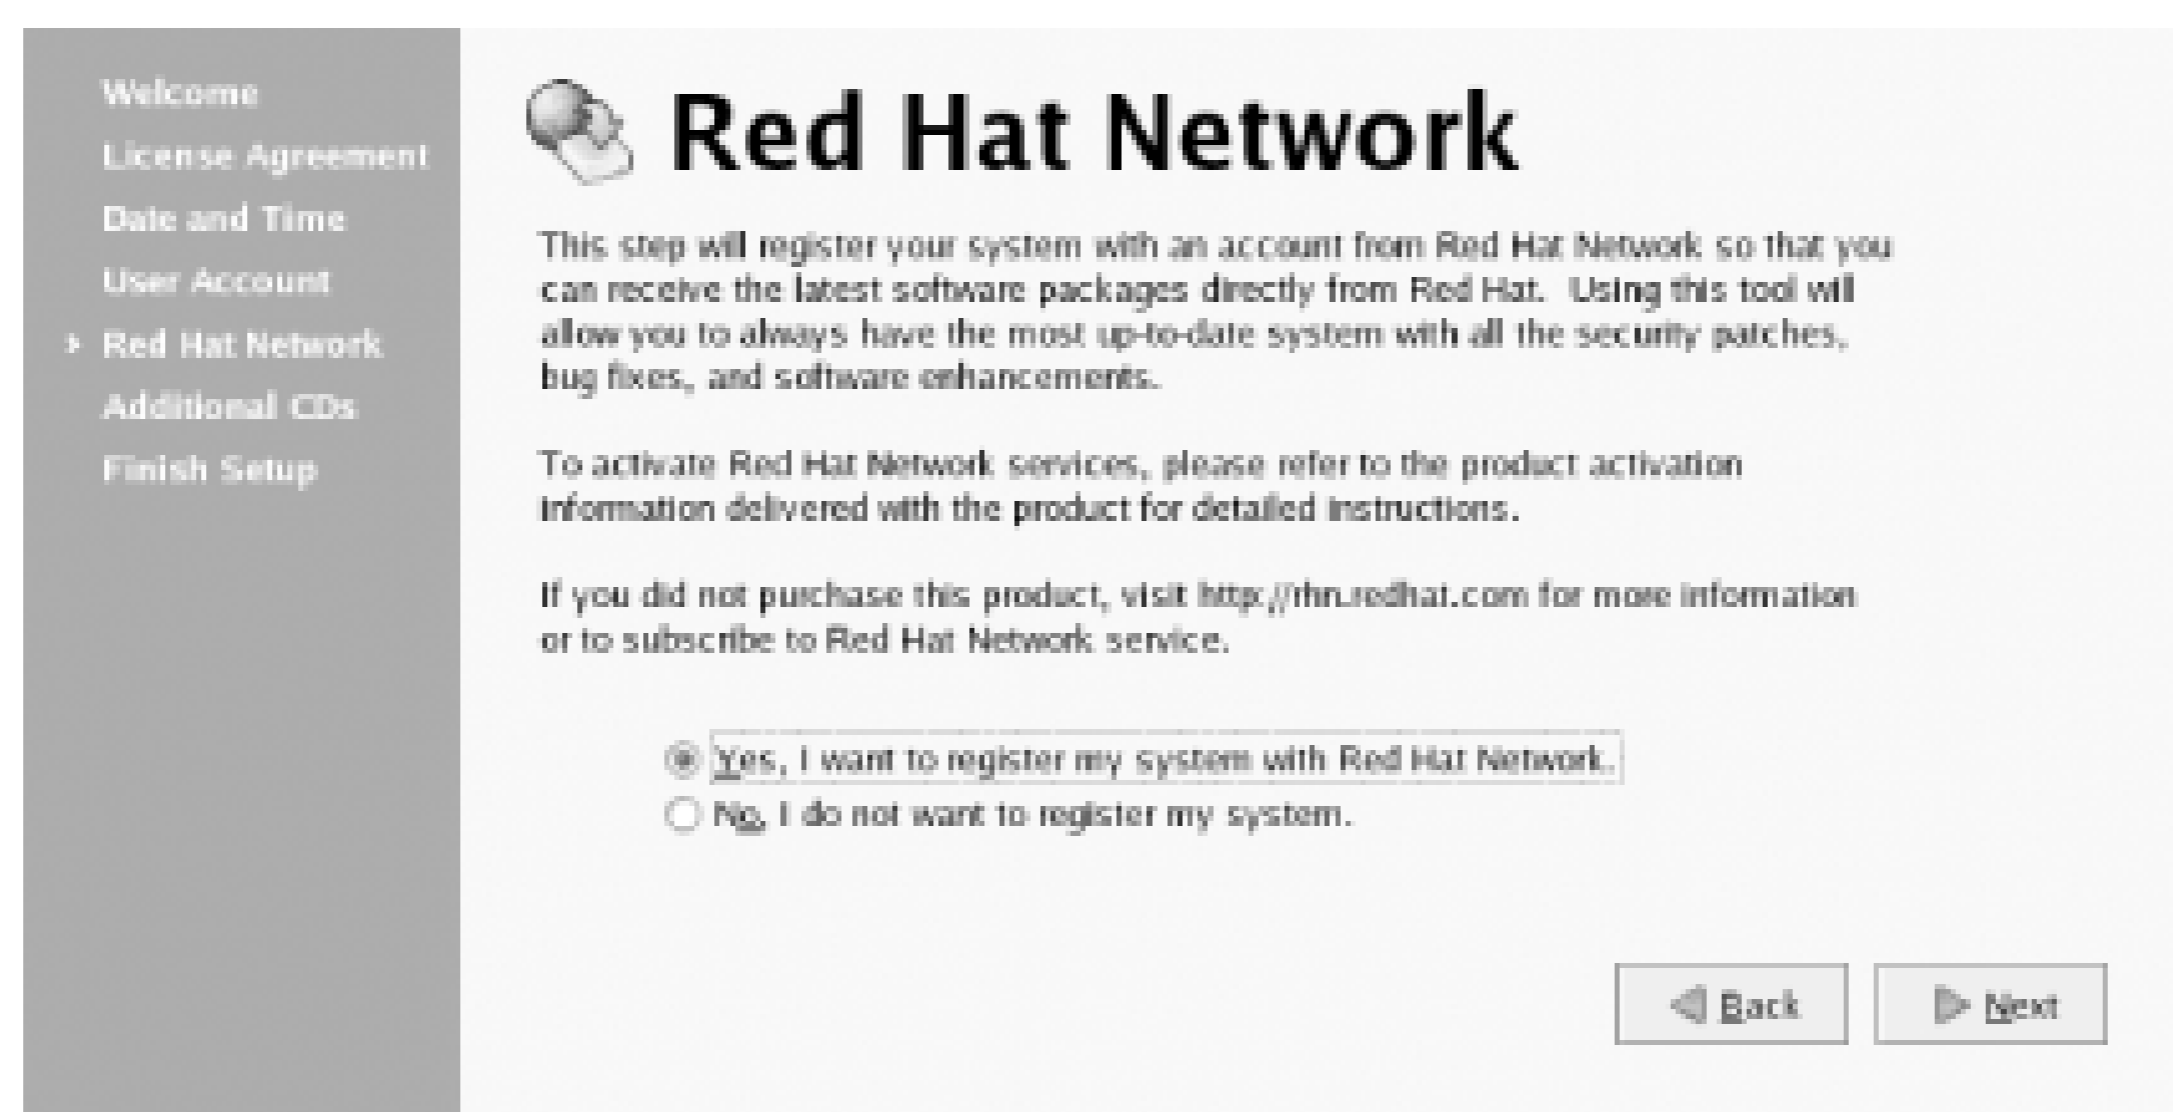 Welcome
License Agreement
Date and Time
User Account
Red Hat Network
Additional CDs
Finish Setup
Red Hat Network
This step will register your system with an account from Red Hat Network so that you
can receive the latest software packages directly from Red Hat.  Using this tool will
allow you to always have the most up-to-date system with all the security patches,
bug fixes, and software enhancements.
To activate Red Hat Network services, please refer to the product activation
information delivered with the product for detailed instructions.
If you did not purchase this product, visit http://rhn.redhat.com for more information
or to subscribe to Red Hat Network service.
Yes, I want to register my system with Red Hat Network.
No, I do not want to register my system.
Back
Next